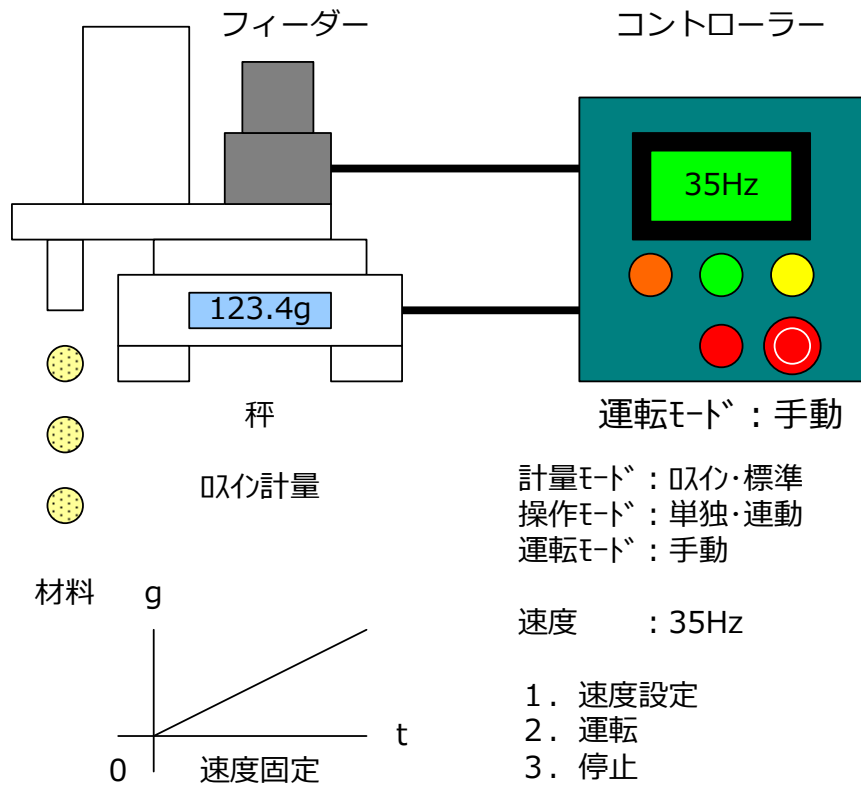 フィーダー
コントローラー
35Hz
123.4g
秤
運転ﾓｰﾄﾞ：手動
ﾛｽｲﾝ計量
計量ﾓｰﾄﾞ：ﾛｽｲﾝ･標準
操作ﾓｰﾄﾞ：単独･連動
運転ﾓｰﾄﾞ：手動
材料
g
速度　　：35Hz
t
0
速度固定
1．速度設定
2．運転
3．停止